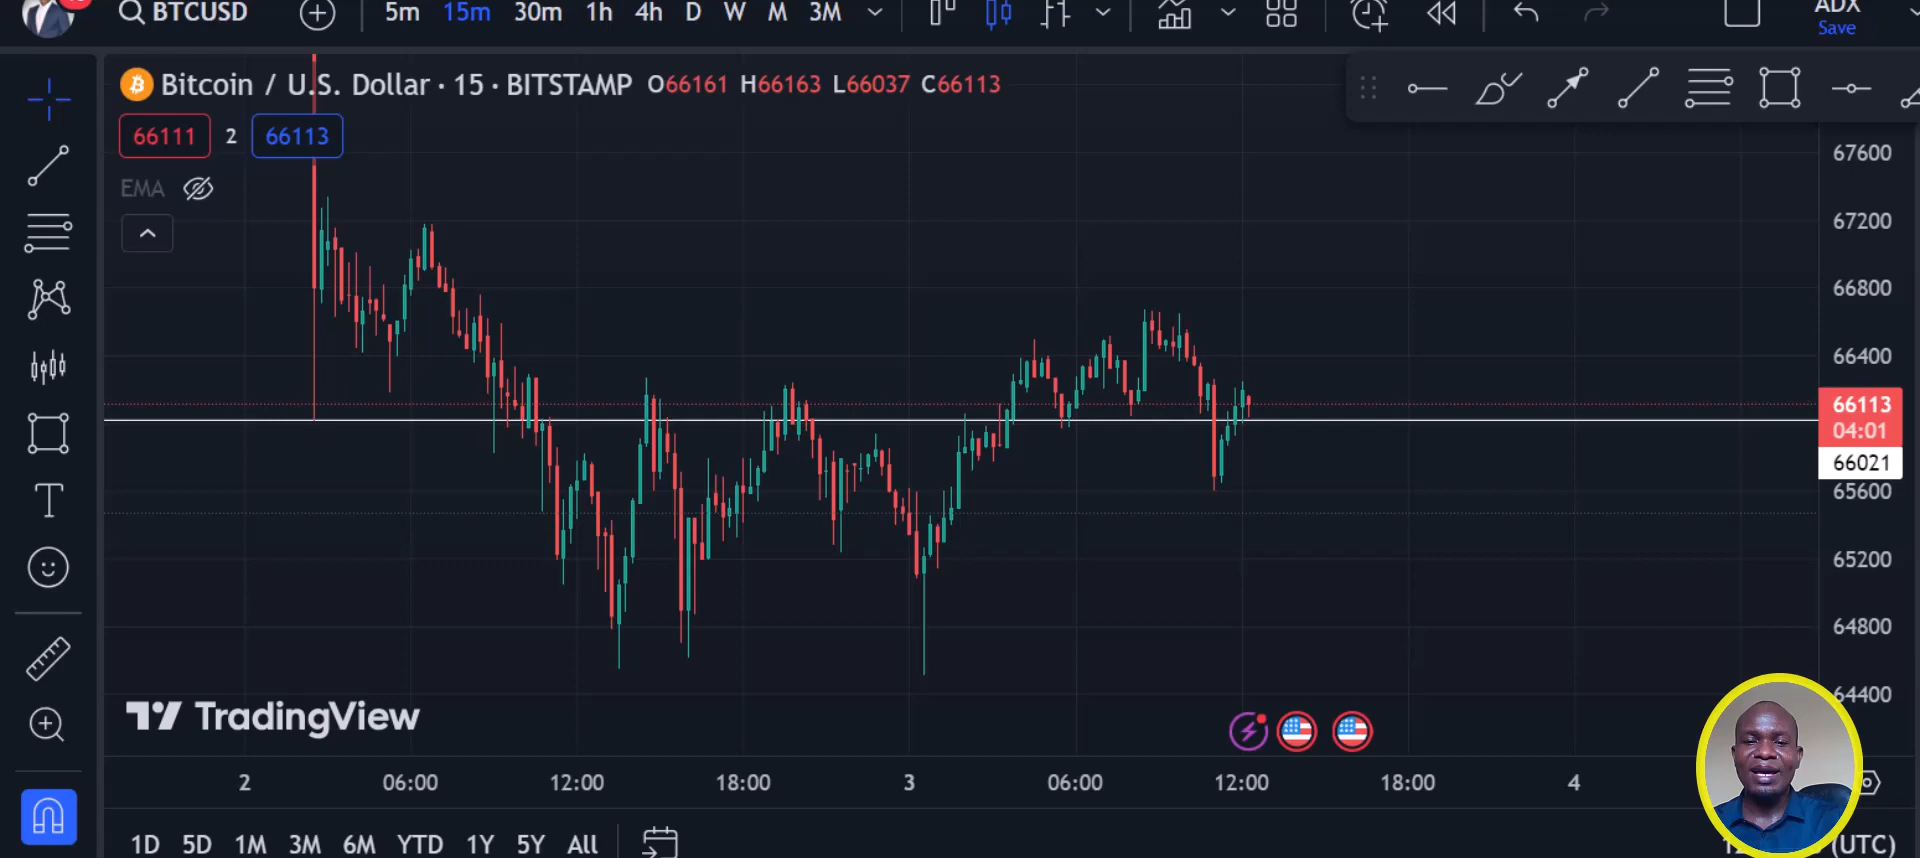 BTCUSD 5m 15m 30m 1h 4h D W M 3M ADX
Save
Bitcoin / U.S. Dollar · 15 · BITSTAMP O66161 H66163 L66037 C66113
66111 2 66113
EMA
67600
67200
66800
66400
66113
04:01
66021
65600
65200
64800
64400
TradingView
2 06:00 12:00 18:00 3 06:00 12:00 18:00 4
1D 5D 1M 3M 6M YTD 1Y 5Y All (UTC)